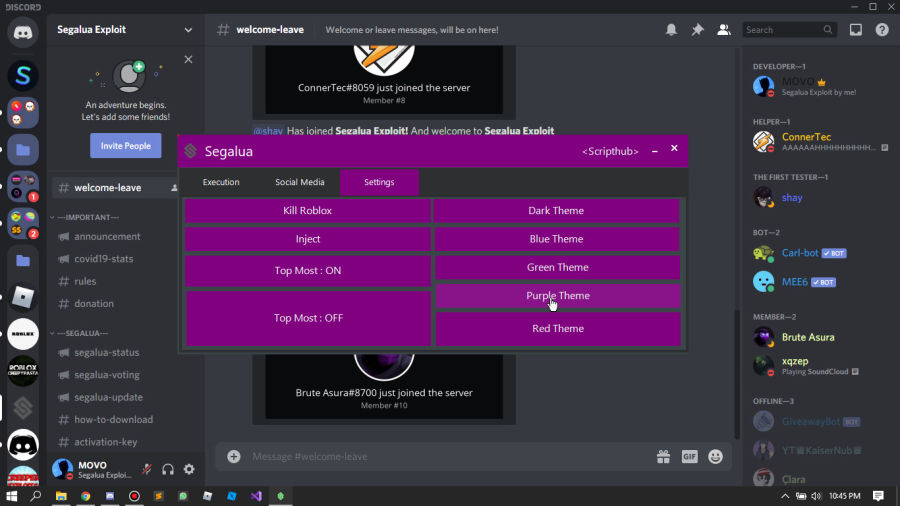 DISCORD
Segalua Exploit
# welcome-leave
Welcome or leave messages, will be on here!
Search
An adventure begins.
Let's add some friends!
Invite People
# welcome-leave
---IMPORTANT---
announcement
covid19-stats
rules
donation
---SEGALUA---
segalua-status
segalua-voting
segalua-update
how-to-download
activation-key
MOVO
Segalua Exploi...
ConnerTec#8059 just joined the server
Member #8
@shay Has joined Segalua Exploit! And welcome to Segalua Exploit
Segalua
<Scripthub>
Execution
Social Media
Settings
Kill Roblox
Inject
Top Most : ON
Top Most : OFF
Dark Theme
Blue Theme
Green Theme
Purple Theme
Red Theme
Brute Asura#8700 just joined the server
Member #10
Message #welcome-leave
GIF
DEVELOPER—1
MOVO
Segalua Exploit by me!
HELPER—1
ConnerTec
THE FIRST TESTER—1
shay
BOT—2
Carl-bot
BOT
MEE6
BOT
MEMBER—2
Brute Asura
xqzep
Playing SoundCloud
OFFLINE—3
GiveawayBot
BOT
Çlara
1
2
ROBLOX
ROBLOX
CREEPYPASTA
10:45 PM